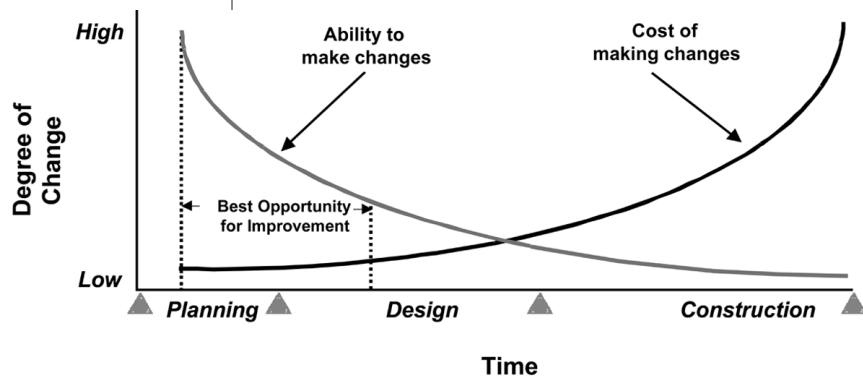 High
Ability to
make changes
Cost of
making changes
Degree of
Change
Best Opportunity
for Improvement
Low
Planning
Design
Construction
Time